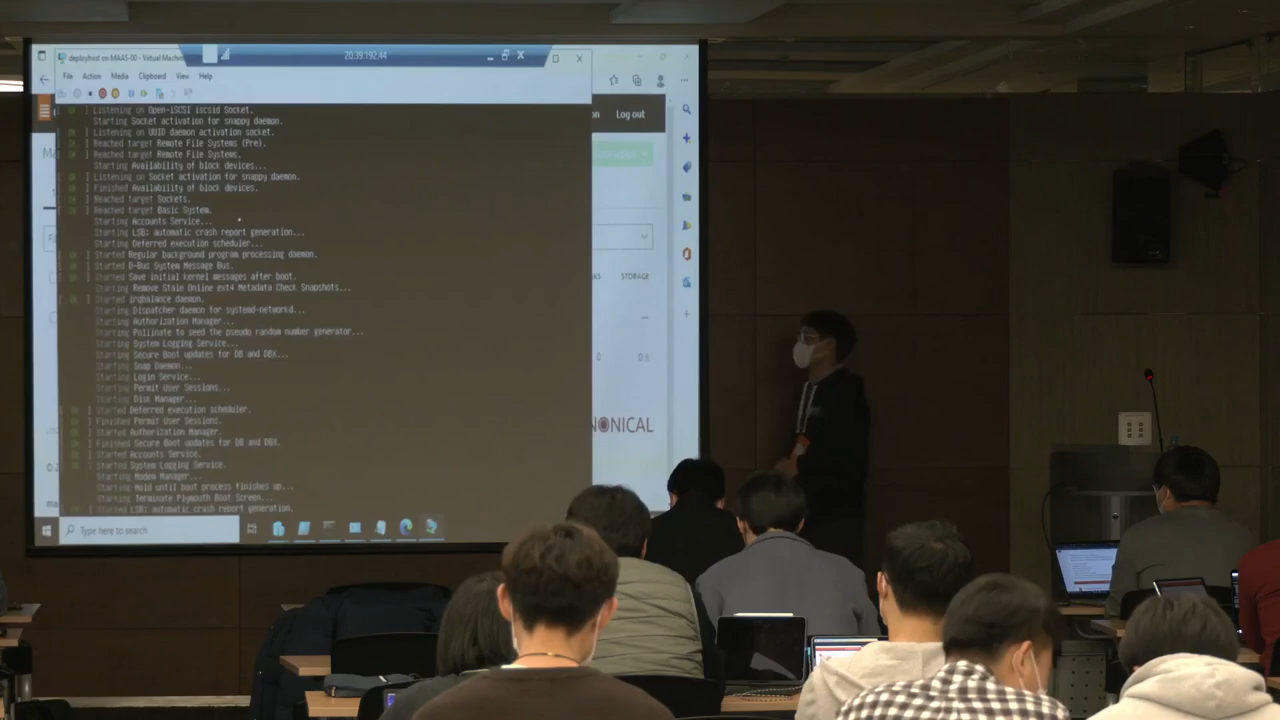 deployhost on MAAS-00 - Virtual Machin
20.39.192.44
File Action Media Clipboard View Help
on Log out
Listening on Open-iSCSI iscsid Socket.
Starting Socket activation for snappy daemon.
Listening on UUID daemon activation socket.
Reached target Remote File Systems (Pre).
Reached target Remote File Systems.
Starting Availability of block devices...
Listening on Socket activation for snappy daemon.
Finished Availability of block devices.
Reached target Sockets.
Reached target Basic System.
Starting Accounts Service...
Starting LSB: automatic crash report generation...
Starting Deferred execution scheduler...
Started Regular background program processing daemon.
Started D-Bus System Message Bus.
Started Save initial kernel messages after boot.
Starting Remove Stale Online ext4 Metadata Check Snapshots...
Started irqbalance daemon.
Starting Dispatcher daemon for systemd-networkd...
Starting Authorization Manager...
Starting Pollinate to seed the pseudo random number generator...
Starting System Logging Service...
Starting Secure Boot updates for DB and DBX...
Starting Snap Daemon...
Starting Login Service...
Starting Permit User Sessions...
Starting Disk Manager...
Started Deferred execution scheduler.
Finished Permit User Sessions.
Started Authorization Manager.
Finished Secure Boot updates for DB and DBX.
Started Accounts Service.
Started System Logging Service.
Starting Modem Manager...
Starting Hold until boot process finishes up...
Starting Terminate Plymouth Boot Screen...
Started LSB: automatic crash report generation.
STORAGE
NONICAL
Type here to search